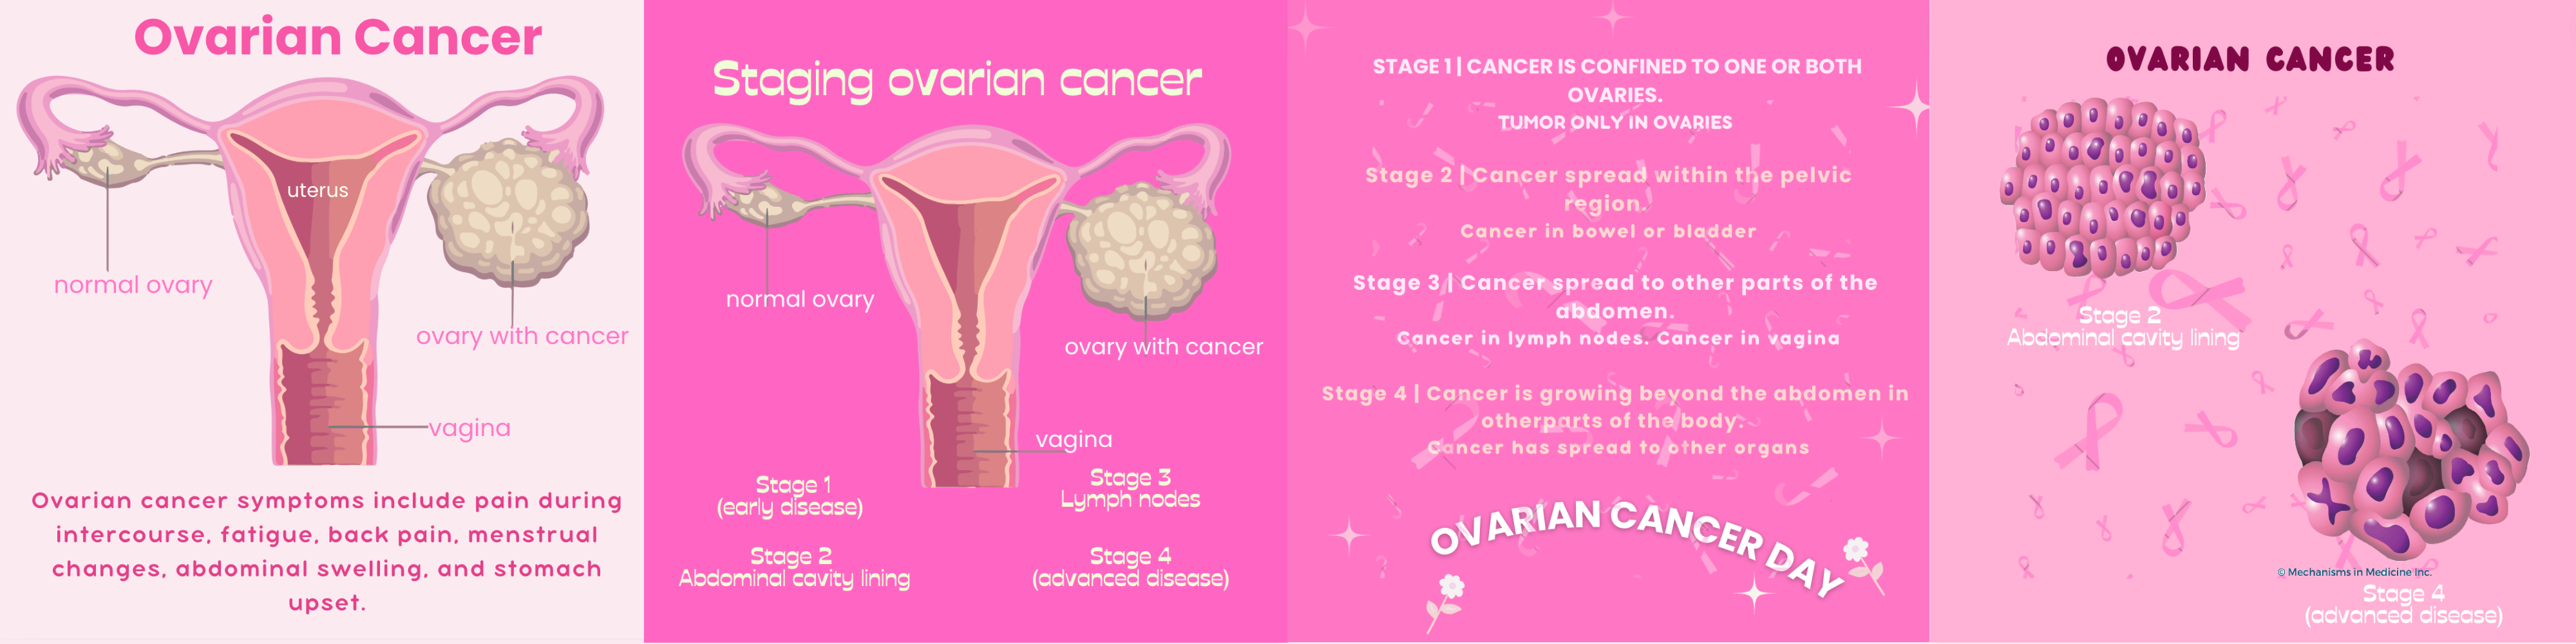 Ovarian Cancer
uterus
normal ovary
ovary with cancer
vagina
Ovarian cancer symptoms include pain during
intercourse, fatigue, back pain, menstrual
changes, abdominal swelling, and stomach
upset.
Staging ovarian cancer
normal ovary
ovary with cancer
vagina
Stage 1
(early disease)
Stage 3
Lymph nodes
Stage 2
Abdominal cavity lining
Stage 4
(advanced disease)
STAGE 1 | CANCER IS CONFINED TO ONE OR BOTH
OVARIES.
TUMOR ONLY IN OVARIES
Stage 2 | Cancer spread within the pelvic
region.
Cancer in bowel or bladder
Stage 3 | Cancer spread to other parts of the
abdomen.
Cancer in lymph nodes. Cancer in vagina
Stage 4 | Cancer is growing beyond the abdomen in
otherparts of the body.
Cancer has spread to other organs
OVARIAN CANCER DAY
OVARIAN CANCER
Stage 2
Abdominal cavity lining
© Mechanisms in Medicine Inc.
Stage 4
(advanced disease)